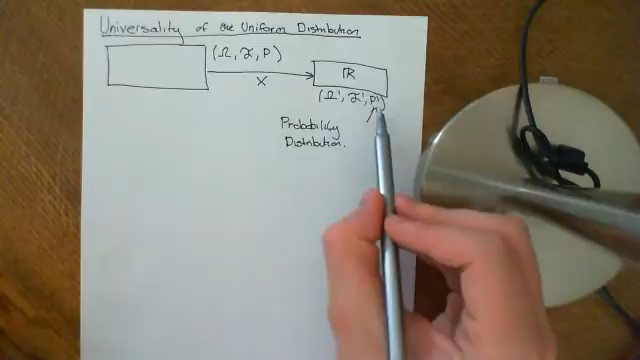 Universality of the Uniform Distribution
(Ω, ℱ, P)
X
ℝ
(Ω', ℱ', P')
Probability
Distribution.